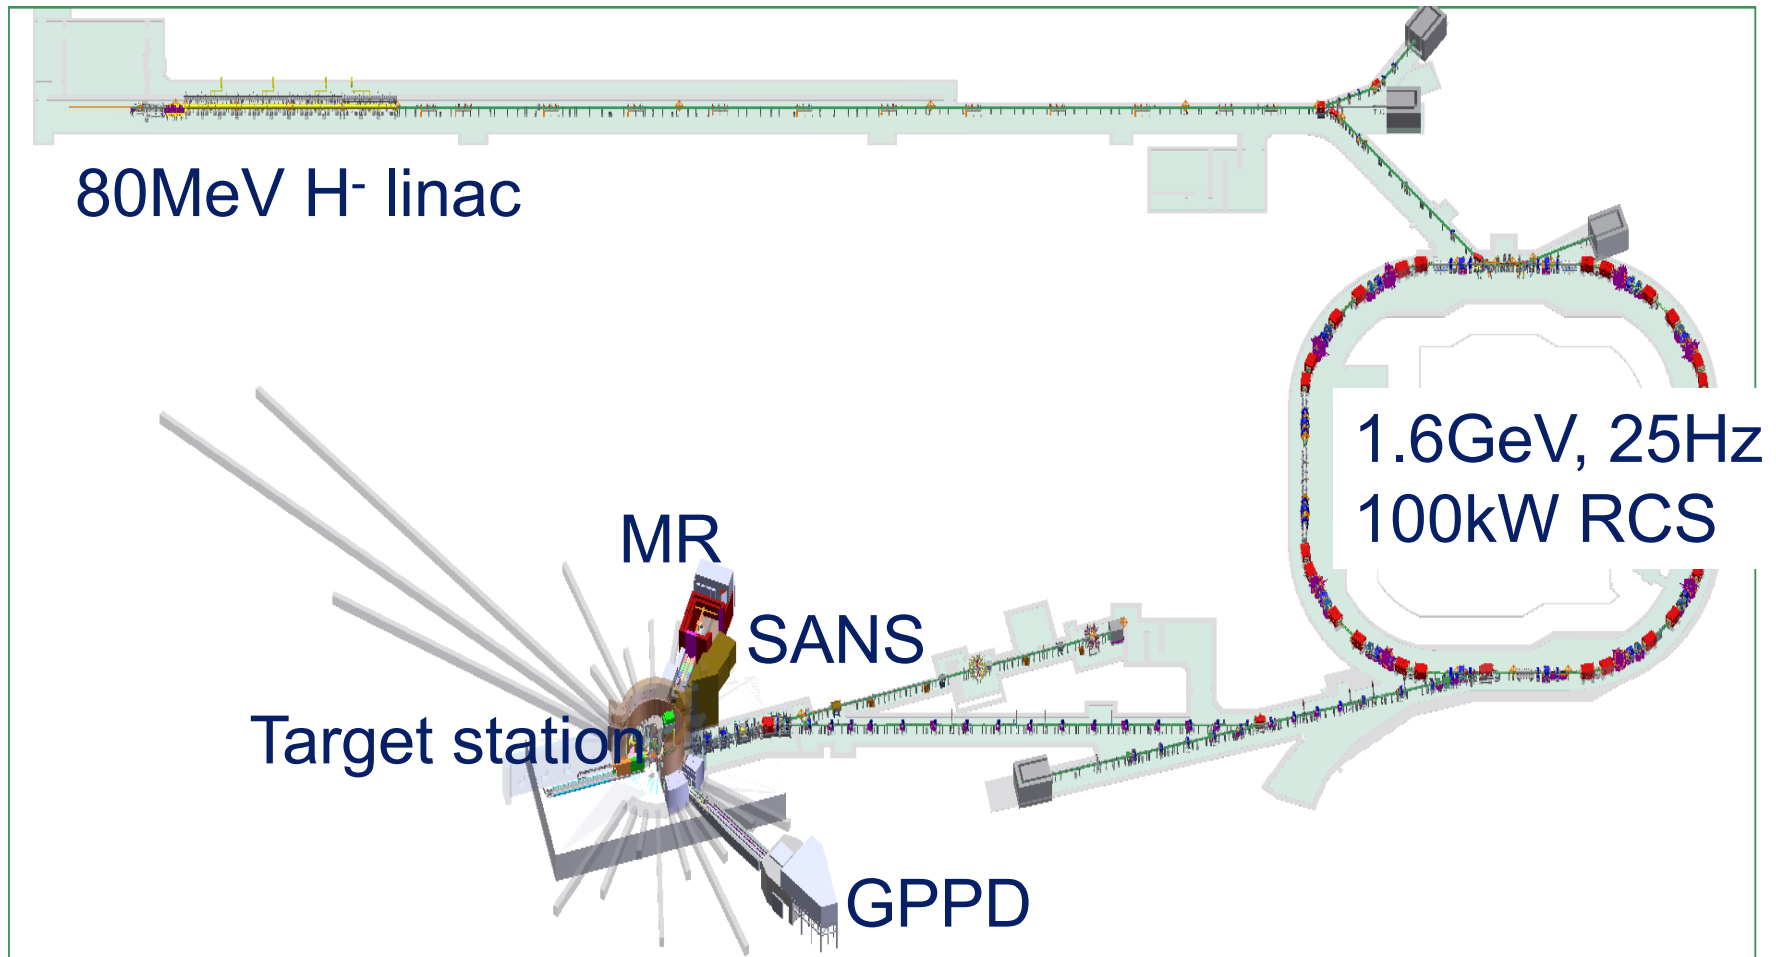 80MeV H⁻ linac
1.6GeV, 25Hz
100kW RCS
MR
SANS
Target station
GPPD